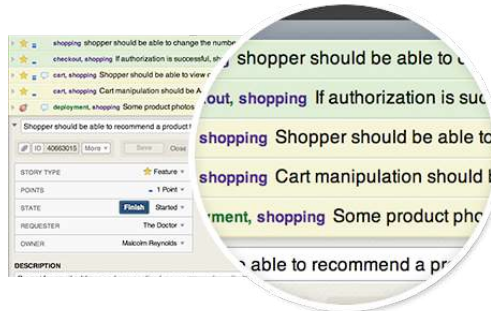 shopping shopper should be able to change the numbe
checkout, shopping If authorization is successful, sh
cart, shopping Shopper should be able to view
cart, shopping Cart manipulation should be A
deployment, shopping Some product photos
Shopper should be able to recommend a product
ID 40663015 More Save Close
STORY TYPE Feature
POINTS 1 Point
STATE Finish Started
REQUESTER The Doctor
OWNER Malcolm Reynolds
DESCRIPTION
shopper should be able to
out, shopping If authorization is suc
shopping Shopper should be able to
shopping Cart manipulation should
ment, shopping Some product pho
able to recommend a pr